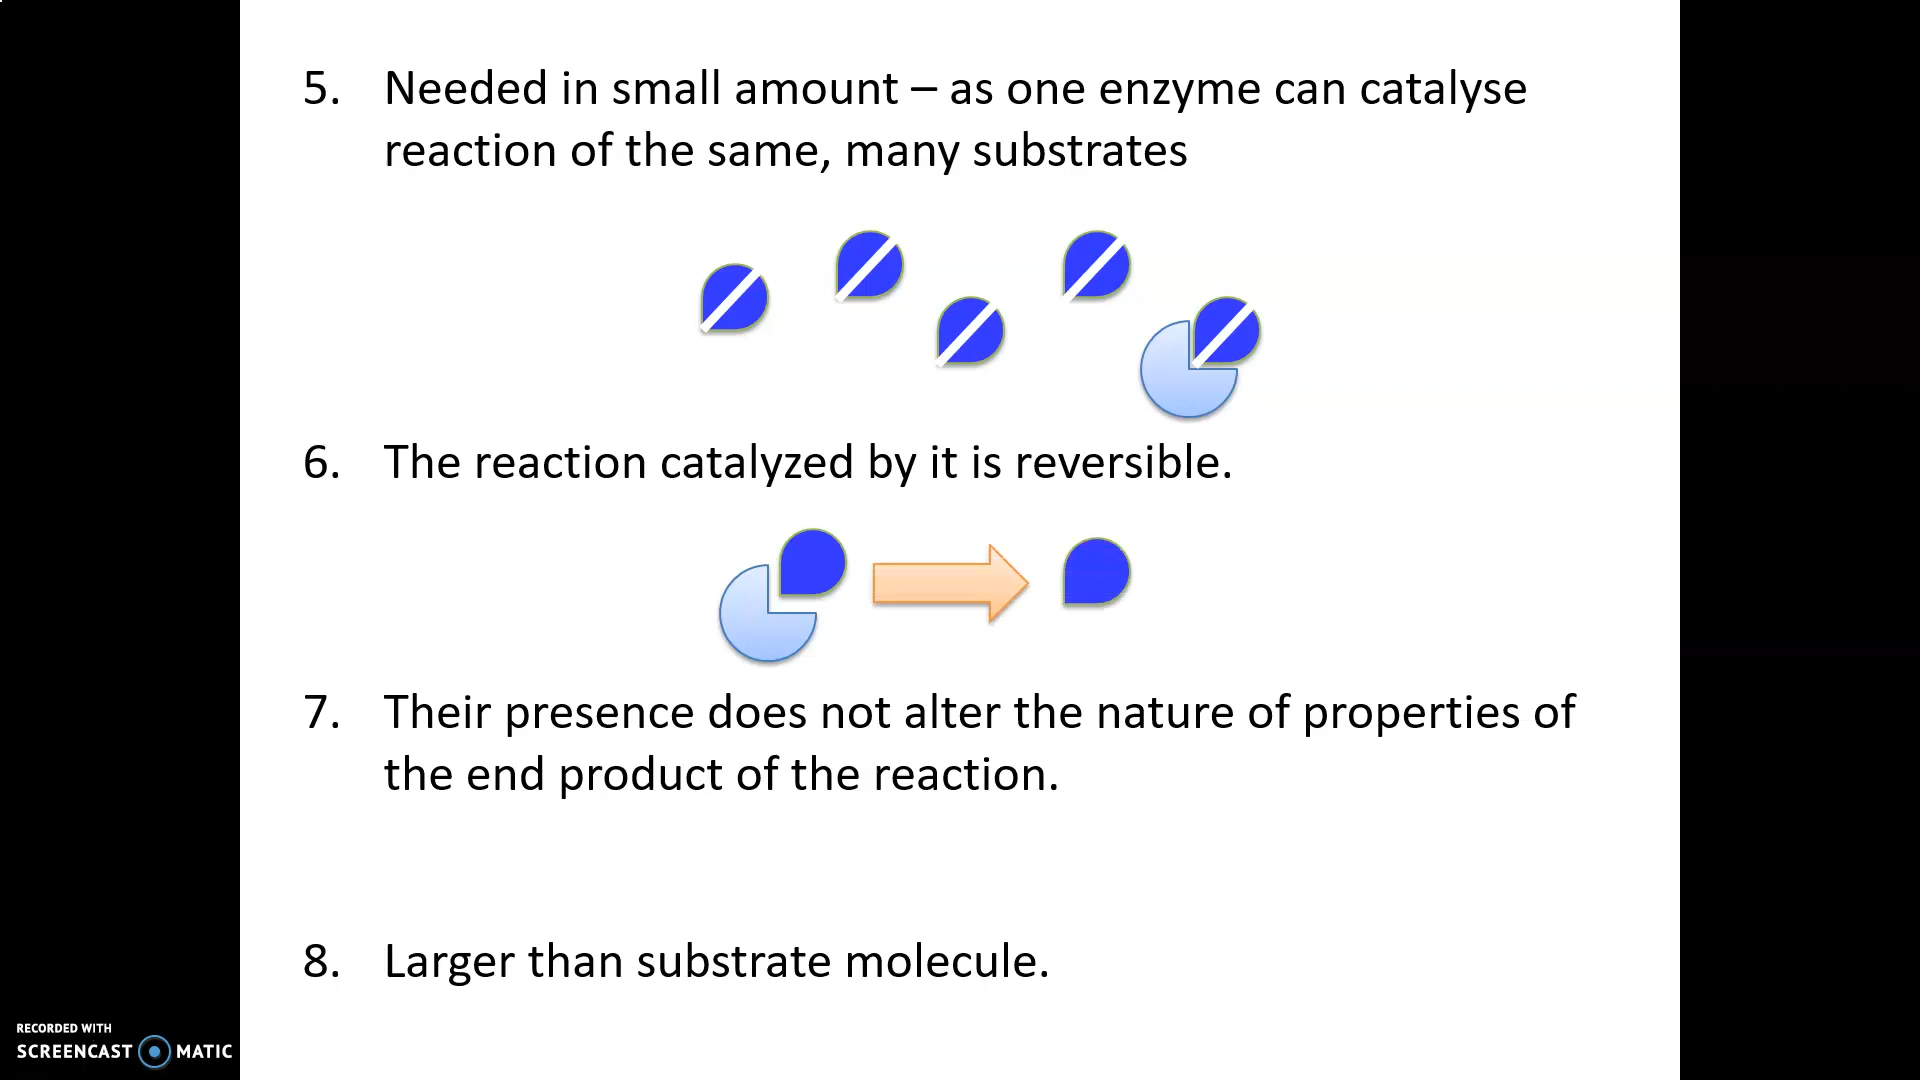 5. Needed in small amount – as one enzyme can catalyse
reaction of the same, many substrates
6. The reaction catalyzed by it is reversible.
7. Their presence does not alter the nature of properties of
the end product of the reaction.
8. Larger than substrate molecule.
RECORDED WITH
SCREENCAST MATIC